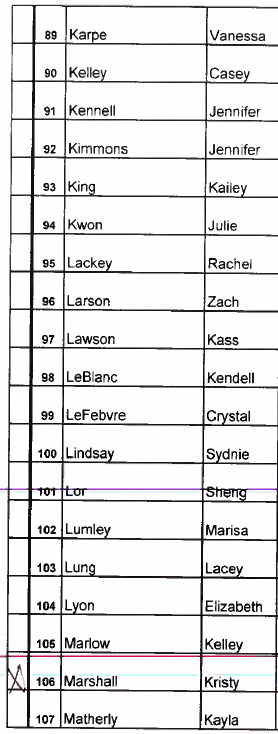 89 Karpe Vanessa
90 Kelley Casey
91 Kennell Jennifer
92 Kimmons Jennifer
93 King Kailey
94 Kwon Julie
95 Lackey Rachel
96 Larson Zach
97 Lawson Kass
98 LeBlanc Kendell
99 LeFebvre Crystal
100 Lindsay Sydnie
101 Lor Sheng
102 Lumley Marisa
103 Lung Lacey
104 Lyon Elizabeth
105 Marlow Kelley
106 Marshall Kristy
107 Matherly Kayla